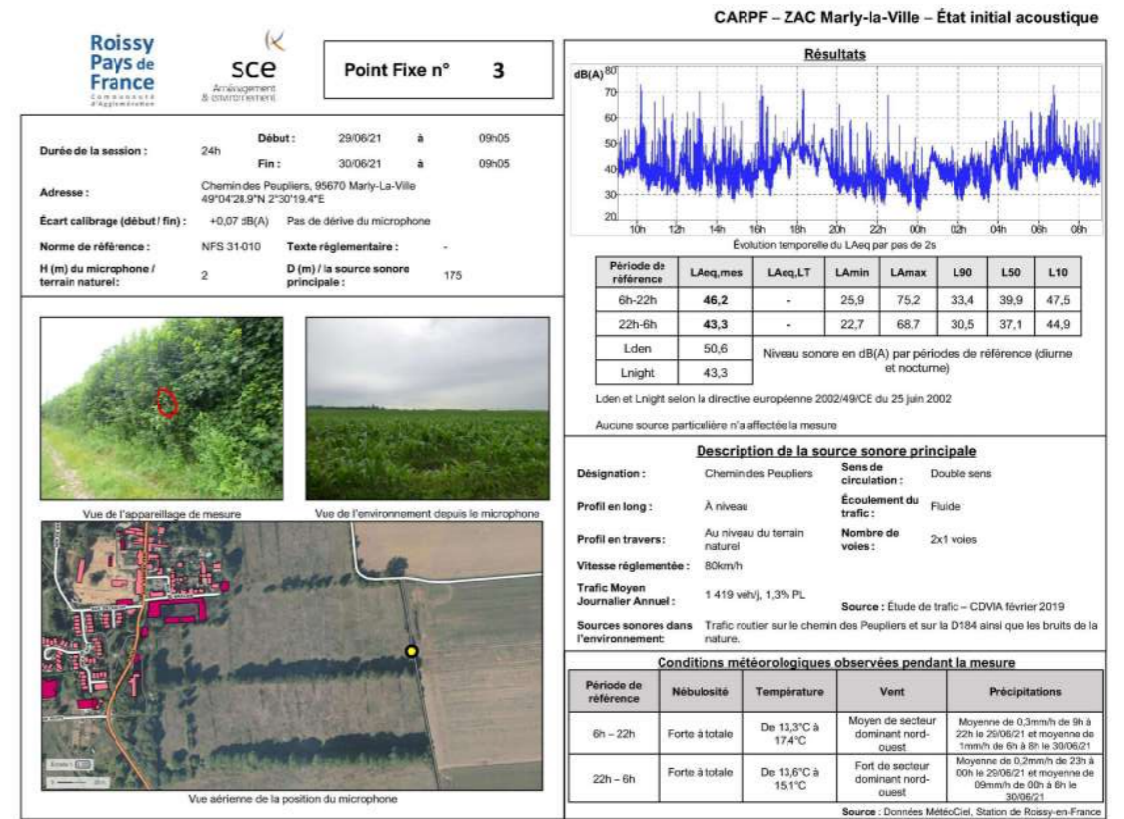 CARPF – ZAC Marly-la-Ville – État initial acoustique
Roissy
Pays de
France
Communauté
d'Agglomération
sce
Aménagement
& environnement
Point Fixe n° 3
Durée de la session : 24h Début : 29/06/21 à 09h05
Fin : 30/06/21 à 09h05
Adresse : Chemin des Peupliers, 95670 Marly-La-Ville
49°04'28.9"N 2°30'19.4"E
Écart calibrage (début / fin) : +0,07 dB(A) Pas de dérive du microphone
Norme de référence : NFS 31-010 Texte réglementaire : -
H (m) du microphone / terrain naturel : 2 D (m) / la source sonore principale : 175
Vue de l'appareillage de mesure
Vue de l'environnement depuis le microphone
Vue aérienne de la position du microphone
Résultats
dB(A)
80
70
60
50
40
30
20
10h 12h 14h 16h 18h 20h 22h 00h 02h 04h 06h 08h
Évolution temporelle du LAeq par pas de 2s
Période de référence LAeq,mes LAeq,LT LAmin LAmax L90 L50 L10
6h-22h 46,2 - 25,9 75,2 33,4 39,9 47,5
22h-6h 43,3 - 22,7 68,7 30,5 37,1 44,9
Lden 50,6
Lnight 43,3
Niveau sonore en dB(A) par périodes de référence (diurne
et nocturne)
Lden et Lnight selon la directive européenne 2002/49/CE du 25 juin 2002
Aucune source particulière n'a affectée la mesure
Description de la source sonore principale
Désignation : Chemin des Peupliers Sens de circulation : Double sens
Profil en long : À niveau Écoulement du trafic : Fluide
Profil en travers : Au niveau du terrain naturel Nombre de voies : 2x1 voies
Vitesse réglementée : 80km/h
Trafic Moyen Journalier Annuel : 1 419 veh/j, 1,3% PL
Source : Étude de trafic – CDVIA février 2019
Sources sonores dans l'environnement: Trafic routier sur le chemin des Peupliers et sur la D184 ainsi que les bruits de la
nature.
Conditions météorologiques observées pendant la mesure
Période de référence Nébulosité Température Vent Précipitations
6h – 22h Forte à totale De 13,3°C à 17,4°C Moyen de secteur dominant nord-ouest Moyenne de 0,3mm/h de 9h à 22h le 29/06/21 et moyenne de 1mm/h de 6h à 8h le 30/06/21
22h – 6h Forte à totale De 13,6°C à 15,1°C Fort de secteur dominant nord-ouest Moyenne de 0,2mm/h de 23h à 00h le 29/06/21 et moyenne de 09mm/h de 00h à 6h le 30/06/21
Source : Données MétéoCiel, Station de Roissy-en-France